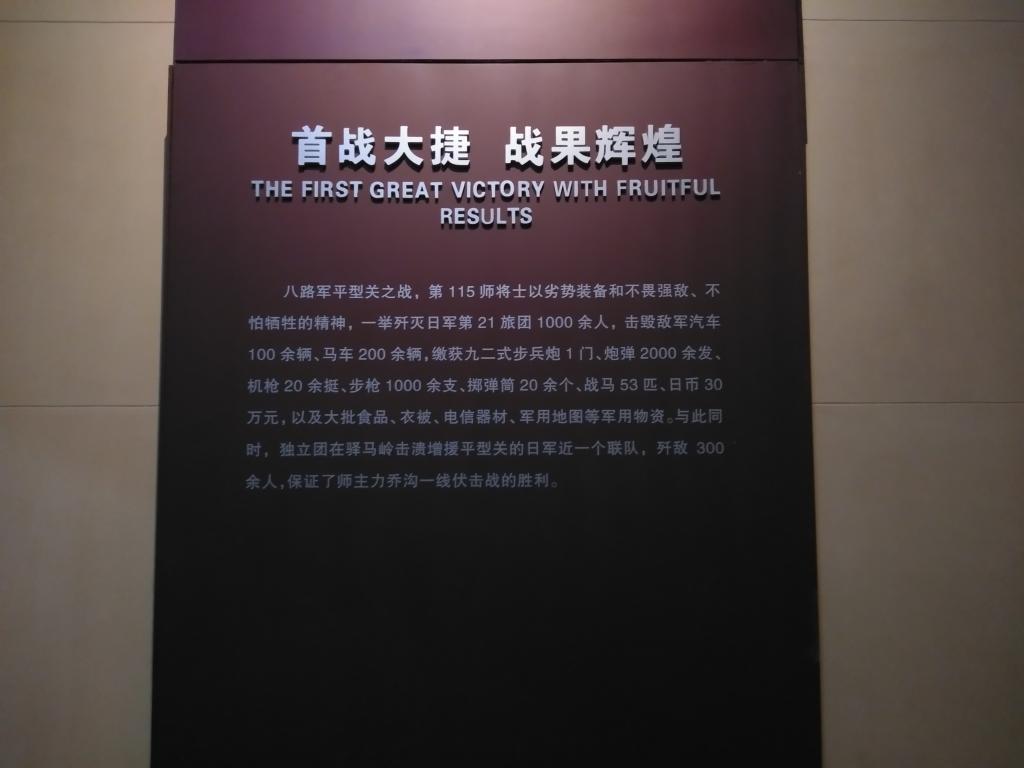 首战大捷 战果辉煌
THE FIRST GREAT VICTORY WITH FRUITFUL
RESULTS
八路军平型关之战，第 115 师将士以劣势装备和不畏强敌、不
怕牺牲的精神，一举歼灭日军第 21 旅团 1000 余人，击毁敌军汽车
100 余辆、马车 200 余辆，缴获九二式步兵炮 1 门、炮弹 2000 余发、
机枪 20 余挺、步枪 1000 余支、掷弹筒 20 余个、战马 53 匹、日币 30
万元，以及大批食品、衣被、电信器材、军用地图等军用物资。与此同
时，独立团在驿马岭击溃增援平型关的日军近一个联队，歼敌 300
余人，保证了师主力乔沟一线伏击战的胜利。